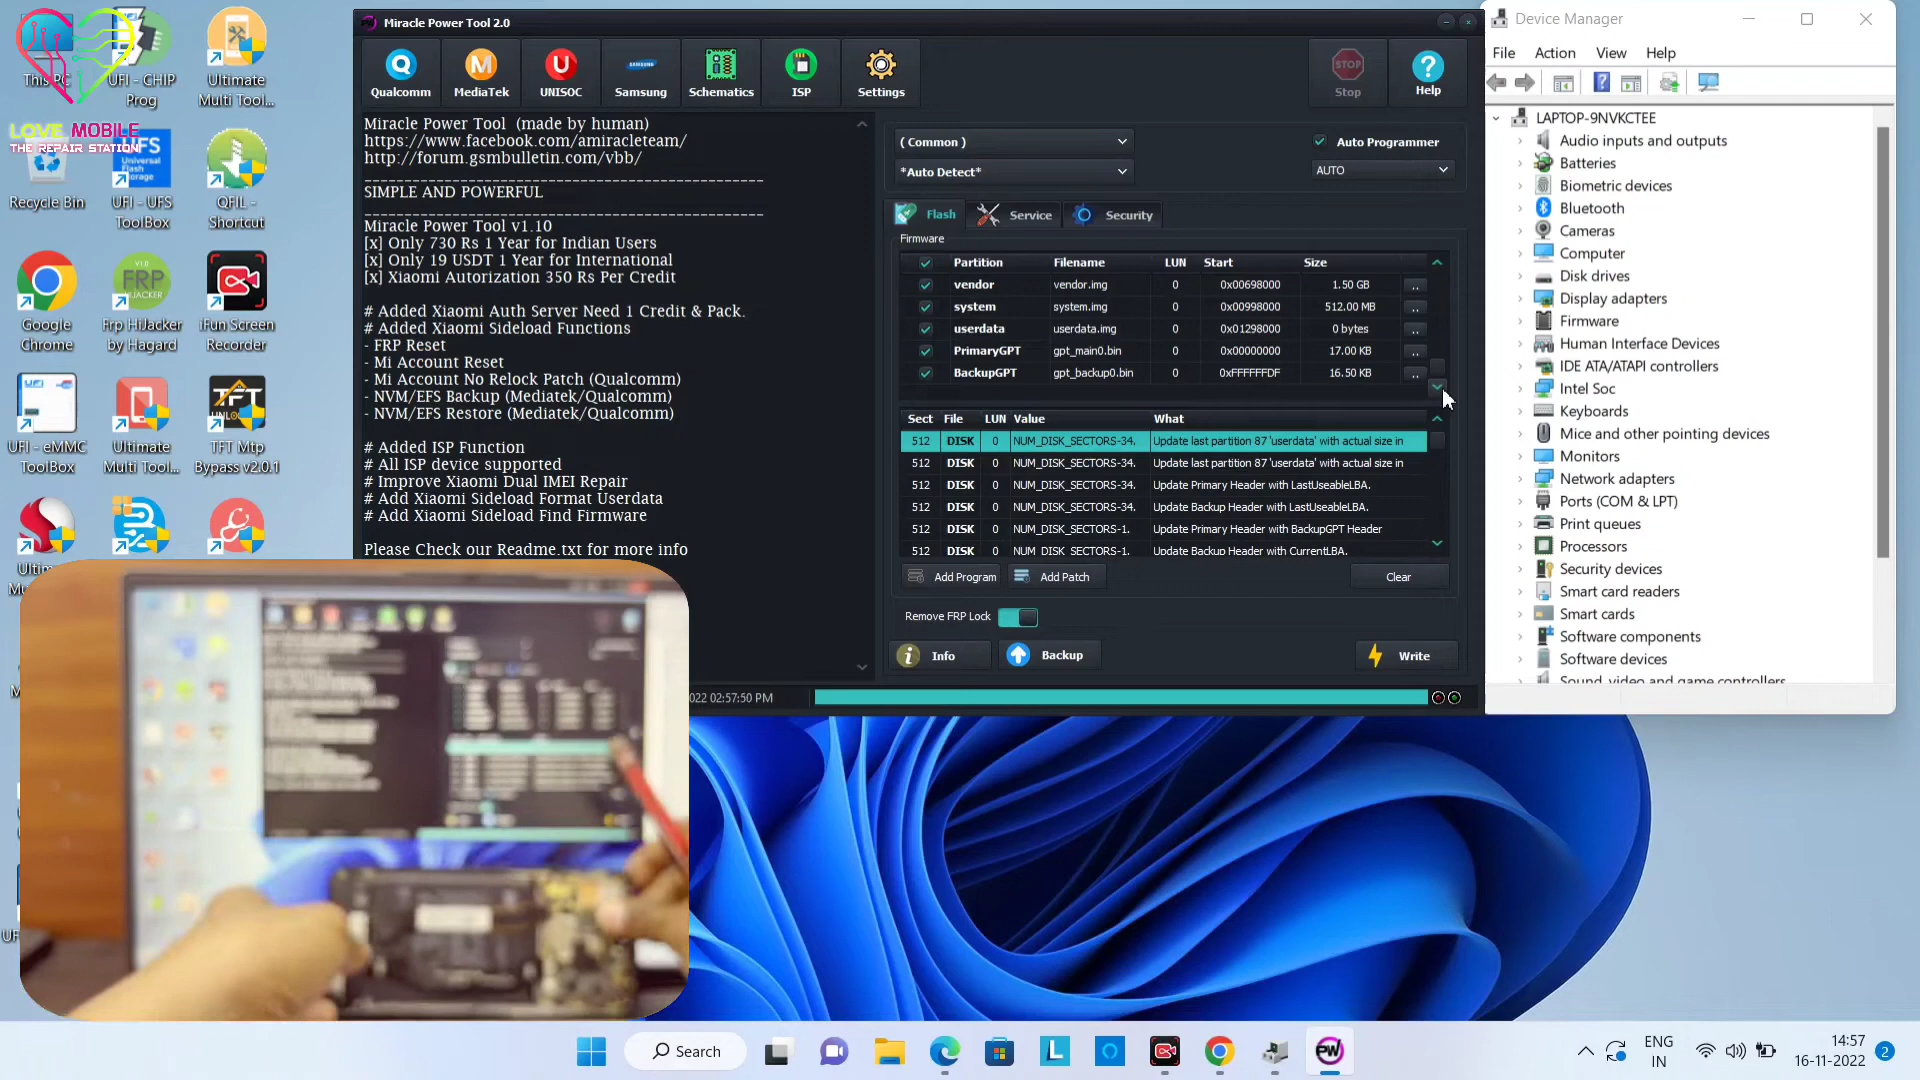 This PC
UFI - CHIP
Prog
Ultimate
Multi Tool...
LOVE MOBILE
THE REPAIR STATION
UFS
Universal
Flash
Storage
Recycle Bin
UFI - UFS
ToolBox
QFIL -
Shortcut
Google
Chrome
V1.0
FRP
HIJACKER
Frp HiJacker
by Hagard
iFun Screen
Recorder
UFI - eMMC
ToolBox
Ultimate
Multi Tool...
TFT Mtp
Bypass v2.0.1
Miracle Power Tool 2.0
Qualcomm
MediaTek
UNISOC
SAMSUNG
Samsung
Schematics
ISP
Settings
STOP
Stop
Help
Miracle Power Tool (made by human)
https://www.facebook.com/amiracleteam/
http://forum.gsmbulletin.com/vbb/
SIMPLE AND POWERFUL
Miracle Power Tool v1.10
[x] Only 730 Rs 1 Year for Indian Users
[x] Only 19 USDT 1 Year for International
[x] Xiaomi Autorization 350 Rs Per Credit
# Added Xiaomi Auth Server Need 1 Credit & Pack.
# Added Xiaomi Sideload Functions
- FRP Reset
- Mi Account Reset
- Mi Account No Relock Patch (Qualcomm)
- NVM/EFS Backup (Mediatek/Qualcomm)
- NVM/EFS Restore (Mediatek/Qualcomm)
# Added ISP Function
# All ISP device supported
# Improve Xiaomi Dual IMEI Repair
# Add Xiaomi Sideload Format Userdata
# Add Xiaomi Sideload Find Firmware
Please Check our Readme.txt for more info
( Common )
*Auto Detect*
Auto Programmer
AUTO
Flash
Service
Security
Firmware
Partition Filename LUN Start Size
vendor vendor.img 0 0x00698000 1.50 GB ..
system system.img 0 0x00998000 512.00 MB ..
userdata userdata.img 0 0x01298000 0 bytes ..
PrimaryGPT gpt_main0.bin 0 0x00000000 17.00 KB ..
BackupGPT gpt_backup0.bin 0 0xFFFFFFDF 16.50 KB ..
Sect File LUN Value What
512 DISK 0 NUM_DISK_SECTORS-34. Update last partition 87 'userdata' with actual size in
512 DISK 0 NUM_DISK_SECTORS-34. Update last partition 87 'userdata' with actual size in
512 DISK 0 NUM_DISK_SECTORS-34. Update Primary Header with LastUseableLBA.
512 DISK 0 NUM_DISK_SECTORS-34. Update Backup Header with LastUseableLBA.
512 DISK 0 NUM_DISK_SECTORS-1. Update Primary Header with BackupGPT Header
512 DISK 0 NUM_DISK_SECTORS-1. Update Backup Header with CurrentLBA.
Add Program
Add Patch
Clear
Remove FRP Lock
Info
Backup
Write
022 02:57:50 PM
Device Manager
File Action View Help
LAPTOP-9NVKCTEE
Audio inputs and outputs
Batteries
Biometric devices
Bluetooth
Cameras
Computer
Disk drives
Display adapters
Firmware
Human Interface Devices
IDE ATA/ATAPI controllers
Intel Soc
Keyboards
Mice and other pointing devices
Monitors
Network adapters
Ports (COM & LPT)
Print queues
Processors
Security devices
Smart card readers
Smart cards
Software components
Software devices
Sound, video and game controllers
Search
ENG
IN
14:57
16-11-2022
2